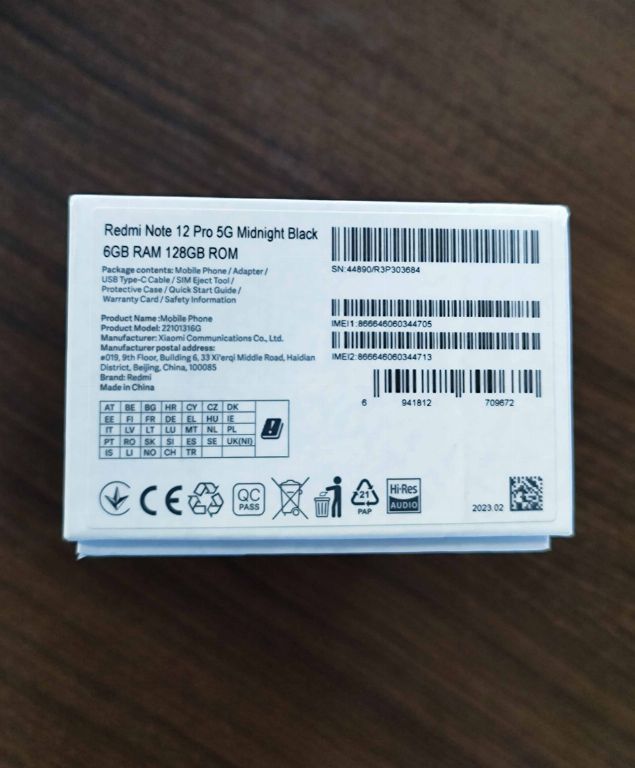 Redmi Note 12 Pro 5G Midnight Black
6GB RAM 128GB ROM
Package contents: Mobile Phone / Adapter /
USB Type-C Cable / SIM Eject Tool /
Protective Case / Quick Start Guide /
Warranty Card / Safety Information
Product Name:Mobile Phone
Product Model: 22101316G
Manufacturer: Xiaomi Communications Co., Ltd.
Manufacturer postal address:
#019, 9th Floor, Building 6, 33 Xi'erqi Middle Road, Haidian
District, Beijing, China, 100085
Brand: Redmi
Made in China
SN:44890/R3P303684
IMEI1:866646060344705
IMEI2:866646060344713
6 941812 709672
AT BE BG HR CY CZ DK
EE FI FR DE EL HU IE
IT LV LT LU MT NL PL
PT RO SK SI ES SE UK(NI)
IS LI NO CH TR
CE
QC
PASS
21
PAP
Hi-Res
AUDIO
2023.02